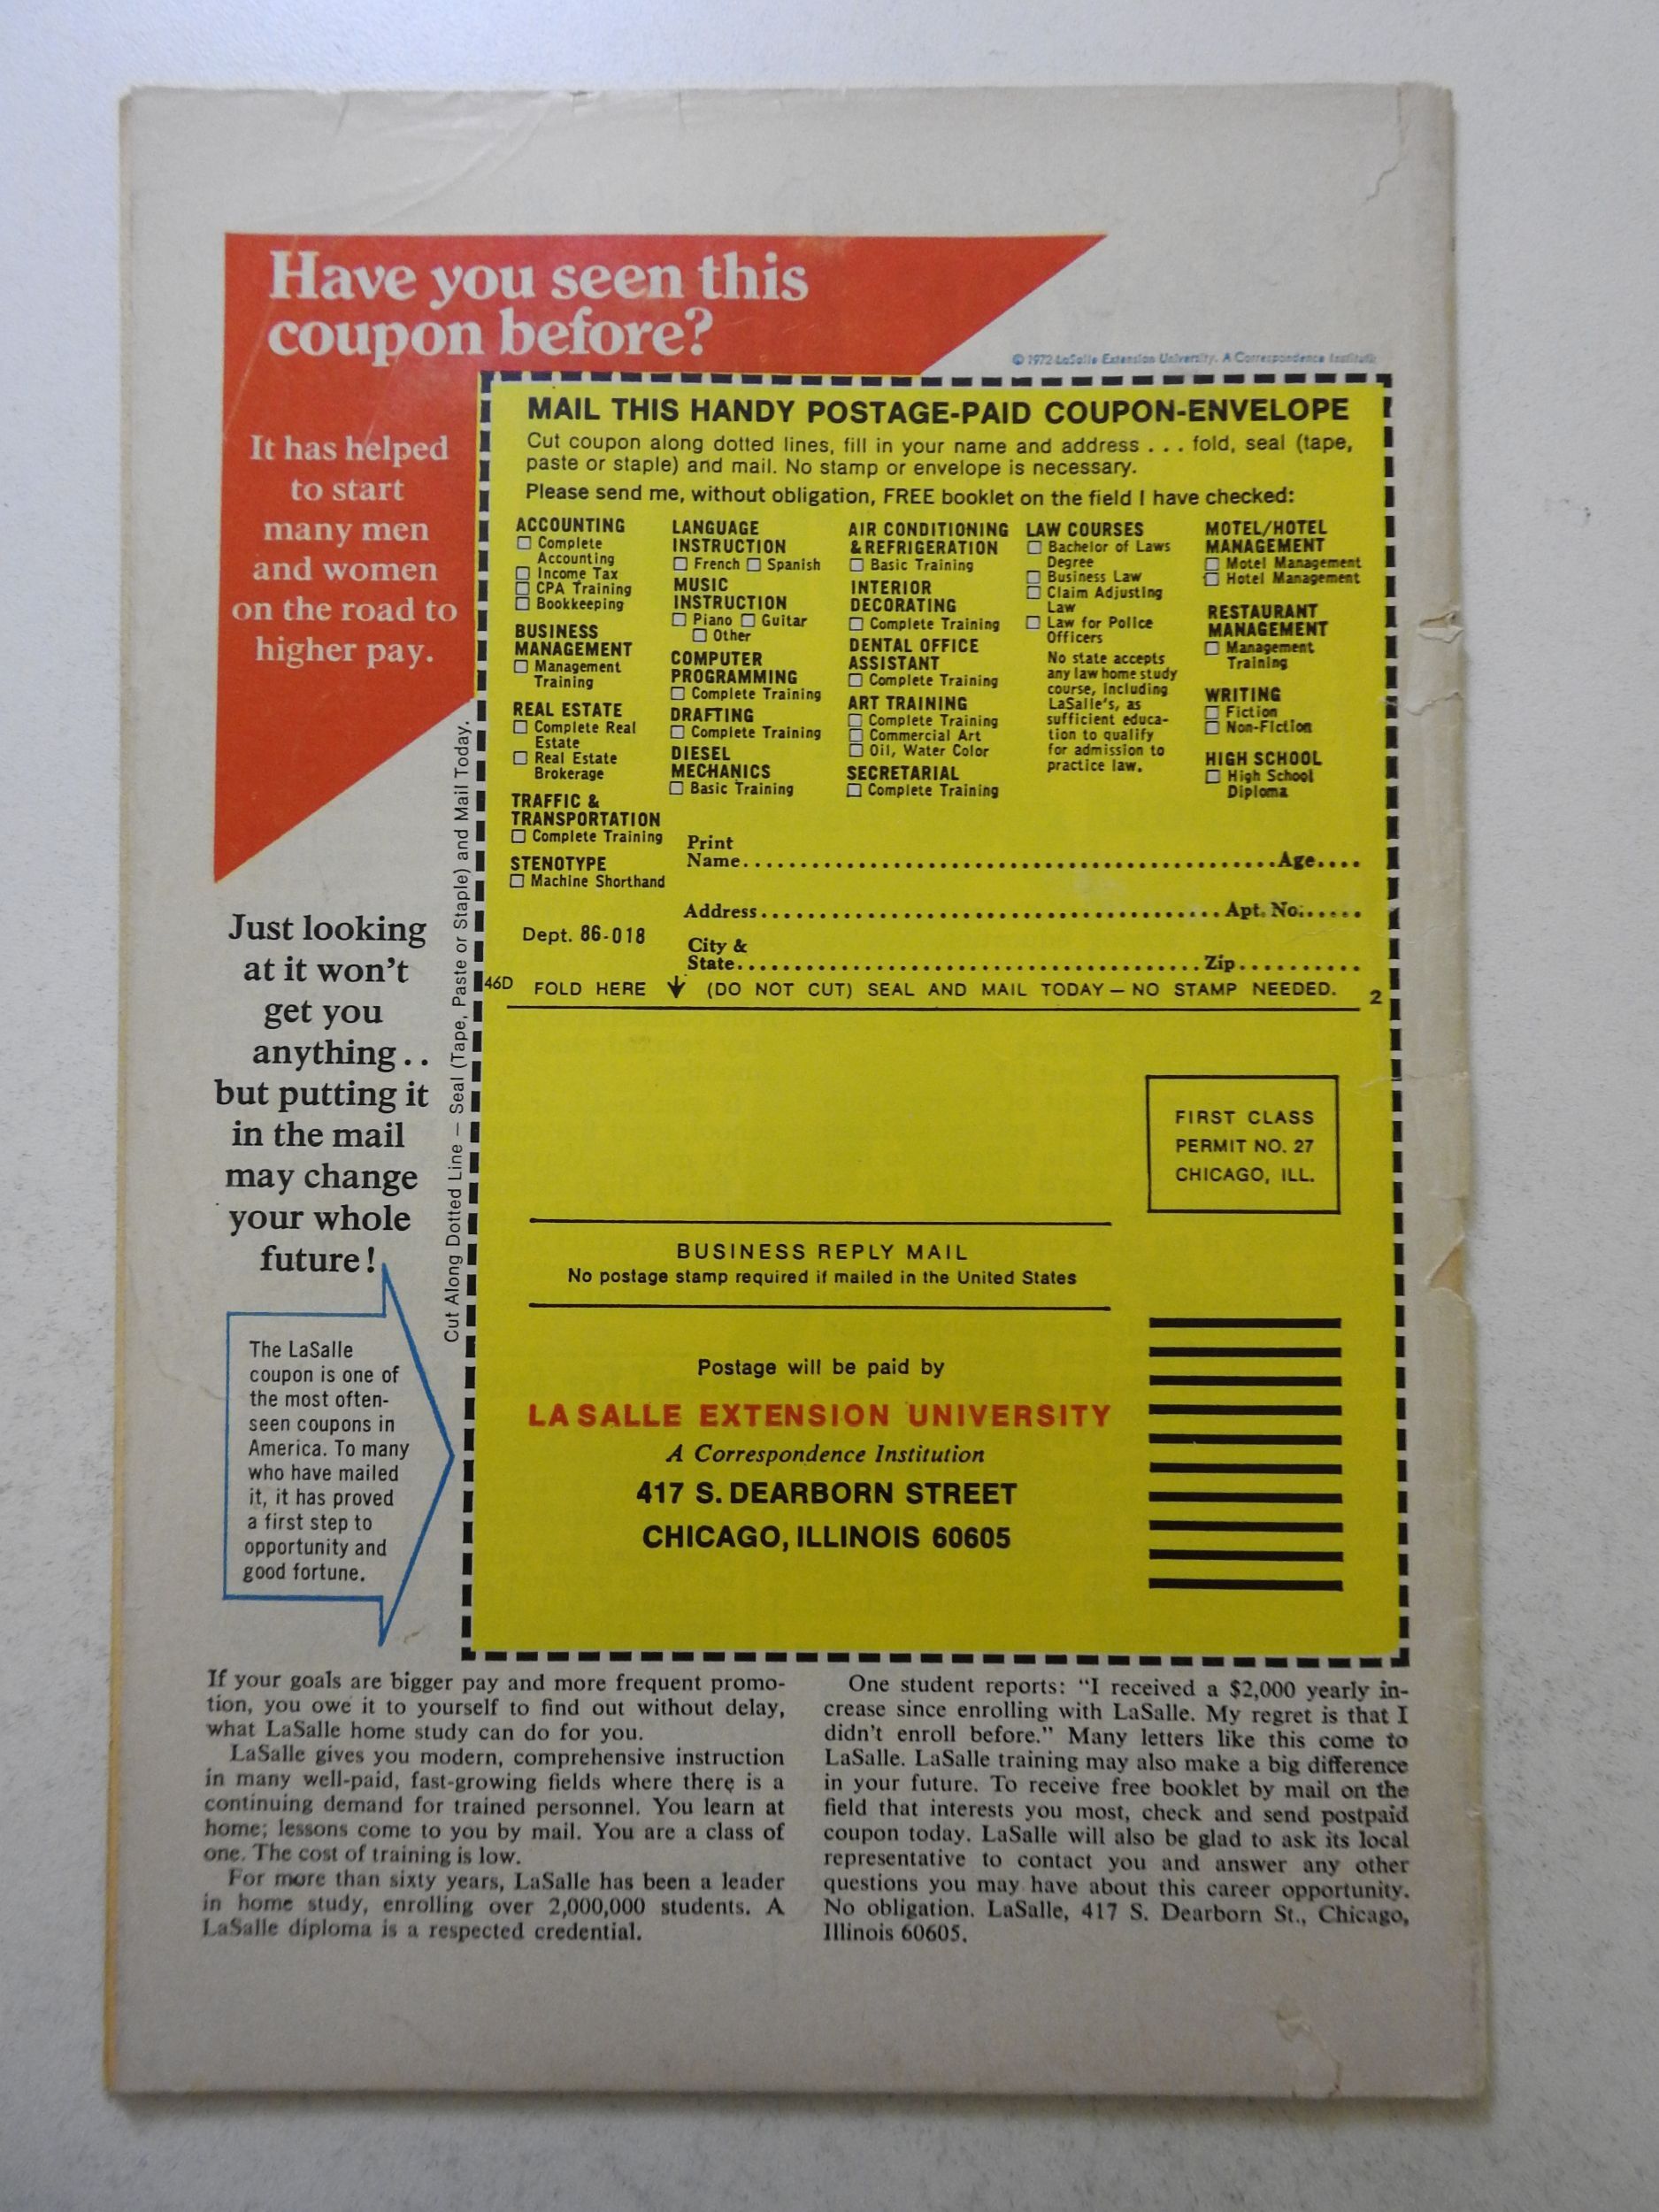 Have you seen this
coupon before?
It has helped
to start
many men
and women
on the road to
higher pay.
Just looking
at it won't
get you
anything..
but putting it
in the mail
may change
your whole
future!
The LaSalle
coupon is one of
the most often-
seen coupons in
America. To many
who have mailed
it, it has proved
a first step to
opportunity and
good fortune.
Cut Along Dotted Line — Seal (Tape, Paste or Staple) and Mail Today.
© 1972 LaSalle Extension University. A Correspondence Institution
MAIL THIS HANDY POSTAGE-PAID COUPON-ENVELOPE
Cut coupon along dotted lines, fill in your name and address . . . fold, seal (tape,
paste or staple) and mail. No stamp or envelope is necessary.
Please send me, without obligation, FREE booklet on the field I have checked:
ACCOUNTING
☐ Complete
Accounting
☐ Income Tax
☐ CPA Training
☐ Bookkeeping
BUSINESS
MANAGEMENT
☐ Management
Training
REAL ESTATE
☐ Complete Real
Estate
☐ Real Estate
Brokerage
TRAFFIC &
TRANSPORTATION
☐ Complete Training
STENOTYPE
☐ Machine Shorthand
LANGUAGE
INSTRUCTION
☐ French ☐ Spanish
MUSIC
INSTRUCTION
☐ Piano ☐ Guitar
☐ Other
COMPUTER
PROGRAMMING
☐ Complete Training
DRAFTING
☐ Complete Training
DIESEL
MECHANICS
☐ Basic Training
AIR CONDITIONING
& REFRIGERATION
☐ Basic Training
INTERIOR
DECORATING
☐ Complete Training
DENTAL OFFICE
ASSISTANT
☐ Complete Training
ART TRAINING
☐ Complete Training
☐ Commercial Art
☐ Oil, Water Color
SECRETARIAL
☐ Complete Training
LAW COURSES
☐ Bachelor of Laws
Degree
☐ Business Law
☐ Claim Adjusting
Law
☐ Law for Police
Officers
No state accepts
any law home study
course, including
LaSalle's, as
sufficient educa-
tion to qualify
for admission to
practice law.
MOTEL/HOTEL
MANAGEMENT
☐ Motel Management
☐ Hotel Management
RESTAURANT
MANAGEMENT
☐ Management
Training
WRITING
☐ Fiction
☐ Non-Fiction
HIGH SCHOOL
☐ High School
Diploma
Print
Name.....Age....
Address.....Apt. No......
Dept. 86-018
City &
State.....Zip..........
46D FOLD HERE ↓ (DO NOT CUT) SEAL AND MAIL TODAY — NO STAMP NEEDED. 2
FIRST CLASS
PERMIT NO. 27
CHICAGO, ILL.
BUSINESS REPLY MAIL
No postage stamp required if mailed in the United States
Postage will be paid by
LA SALLE EXTENSION UNIVERSITY
A Correspondence Institution
417 S. DEARBORN STREET
CHICAGO, ILLINOIS 60605
If your goals are bigger pay and more frequent promo-
tion, you owe it to yourself to find out without delay,
what LaSalle home study can do for you.
LaSalle gives you modern, comprehensive instruction
in many well-paid, fast-growing fields where there is a
continuing demand for trained personnel. You learn at
home; lessons come to you by mail. You are a class of
one. The cost of training is low.
For more than sixty years, LaSalle has been a leader
in home study, enrolling over 2,000,000 students. A
LaSalle diploma is a respected credential.
One student reports: "I received a $2,000 yearly in-
crease since enrolling with LaSalle. My regret is that I
didn't enroll before." Many letters like this come to
LaSalle. LaSalle training may also make a big difference
in your future. To receive free booklet by mail on the
field that interests you most, check and send postpaid
coupon today. LaSalle will also be glad to ask its local
representative to contact you and answer any other
questions you may have about this career opportunity.
No obligation. LaSalle, 417 S. Dearborn St., Chicago,
Illinois 60605.